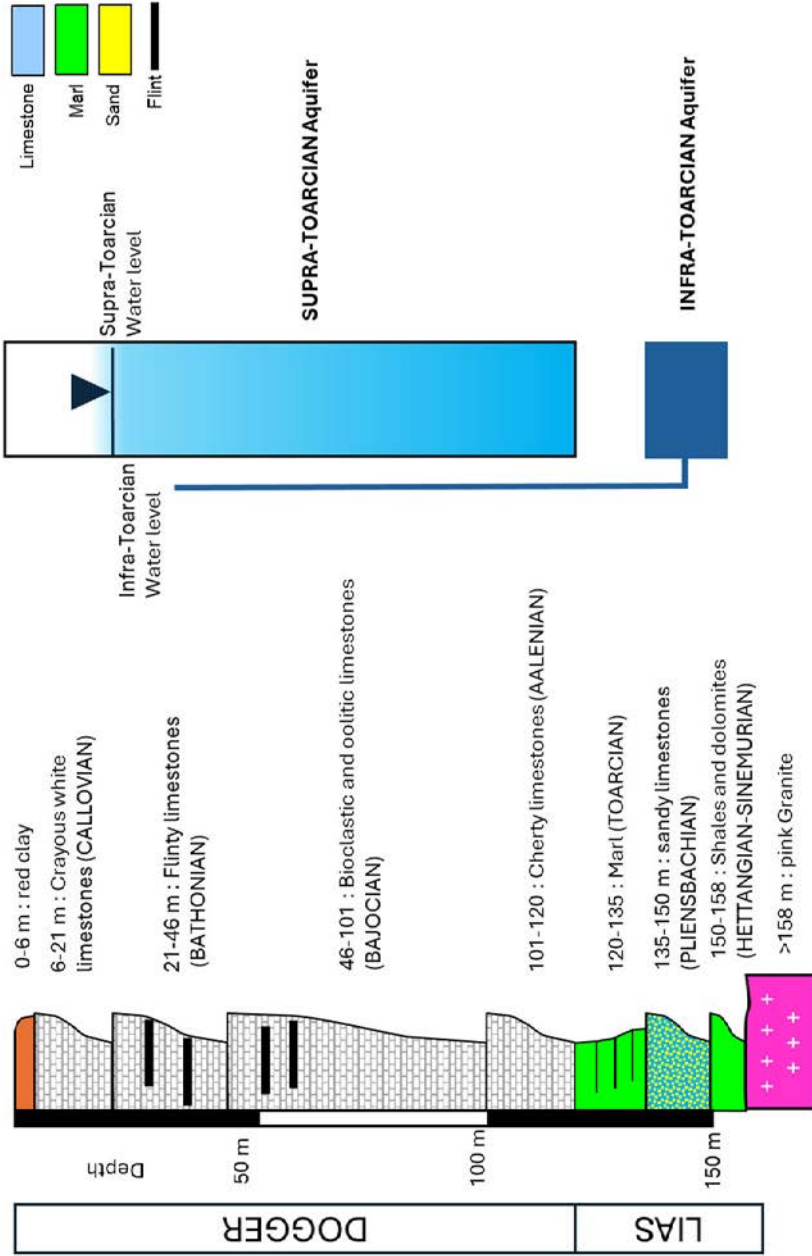 Limestone
Marl
Sand
Flint
DOGGER
LIAS
Depth
50 m
100 m
150 m
0-6 m : red clay
6-21 m : Crayous white
limestones (CALLOVIAN)
21-46 m : Flinty limestones
(BATHONIAN)
46-101 : Bioclastic and oolitic limestones
(BAJOCIAN)
101-120 : Cherty limestones (AALENIAN)
120-135 : Marl (TOARCIAN)
135-150 m : sandy limestones
(PLIENSBACHIAN)
150-158 : Shales and dolomites
(HETTANGIAN-SINEMURIAN)
>158 m : pink Granite
Infra-Toarcian
Water level
Supra-Toarcian
Water level
SUPRA-TOARCIAN Aquifer
INFRA-TOARCIAN Aquifer